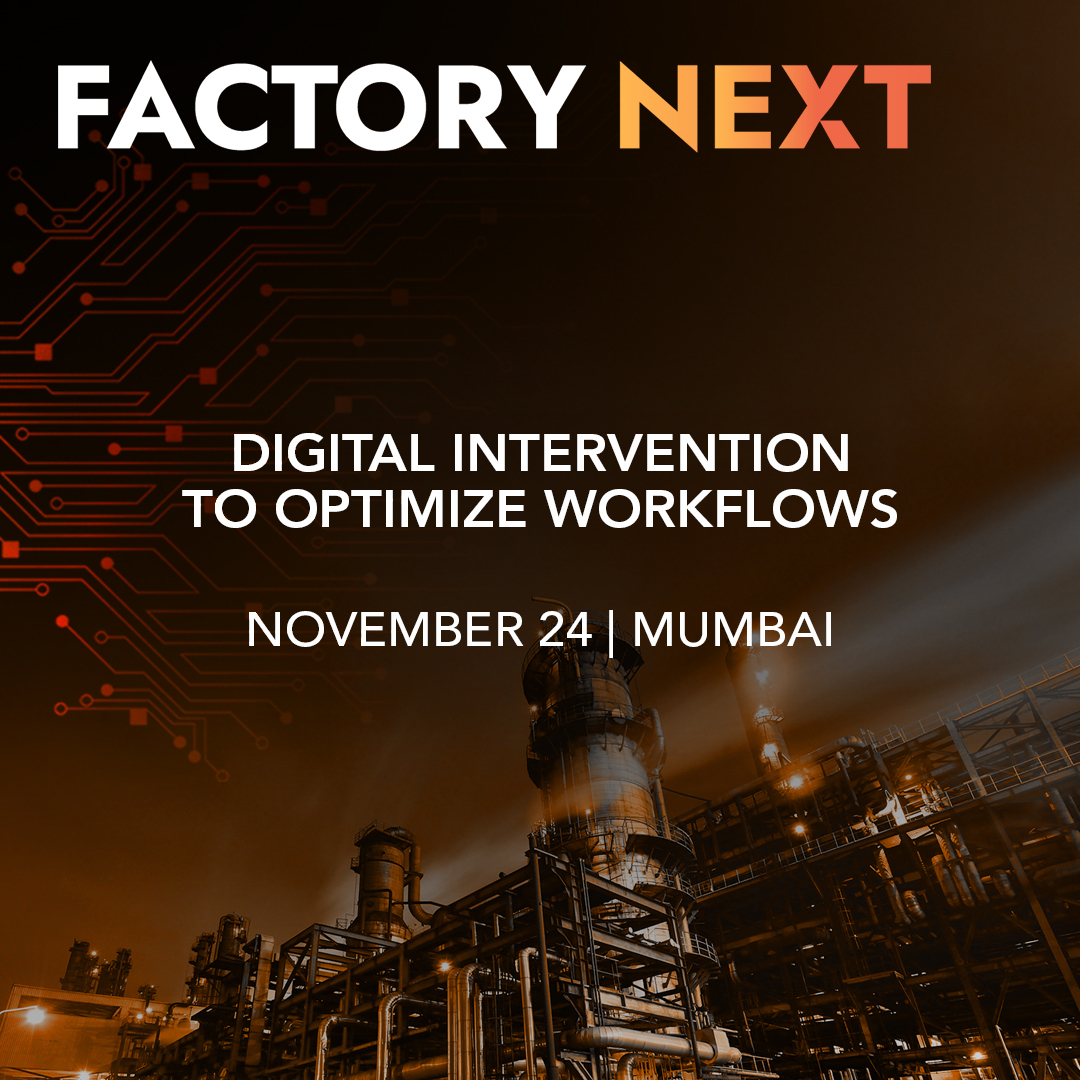 FACTORY NEXT
DIGITAL INTERVENTION
TO OPTIMIZE WORKFLOWS
NOVEMBER 24 | MUMBAI